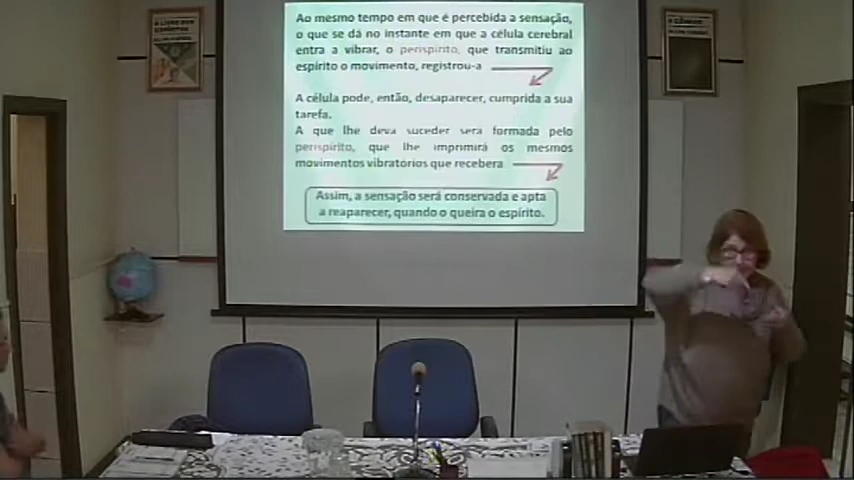 Ao mesmo tempo em que é percebida a sensação,
o que se dá no instante em que a célula cerebral
entra a vibrar, o perispírito, que transmitiu ao
espírito o movimento, registrou-a
A célula pode, então, desaparecer, cumprida a sua
tarefa.
A que lhe deva suceder será formada pelo
perispírito, que lhe imprimirá os mesmos
movimentos vibratórios que recebera
Assim, a sensação será conservada e apta
a reaparecer, quando o queira o espírito.